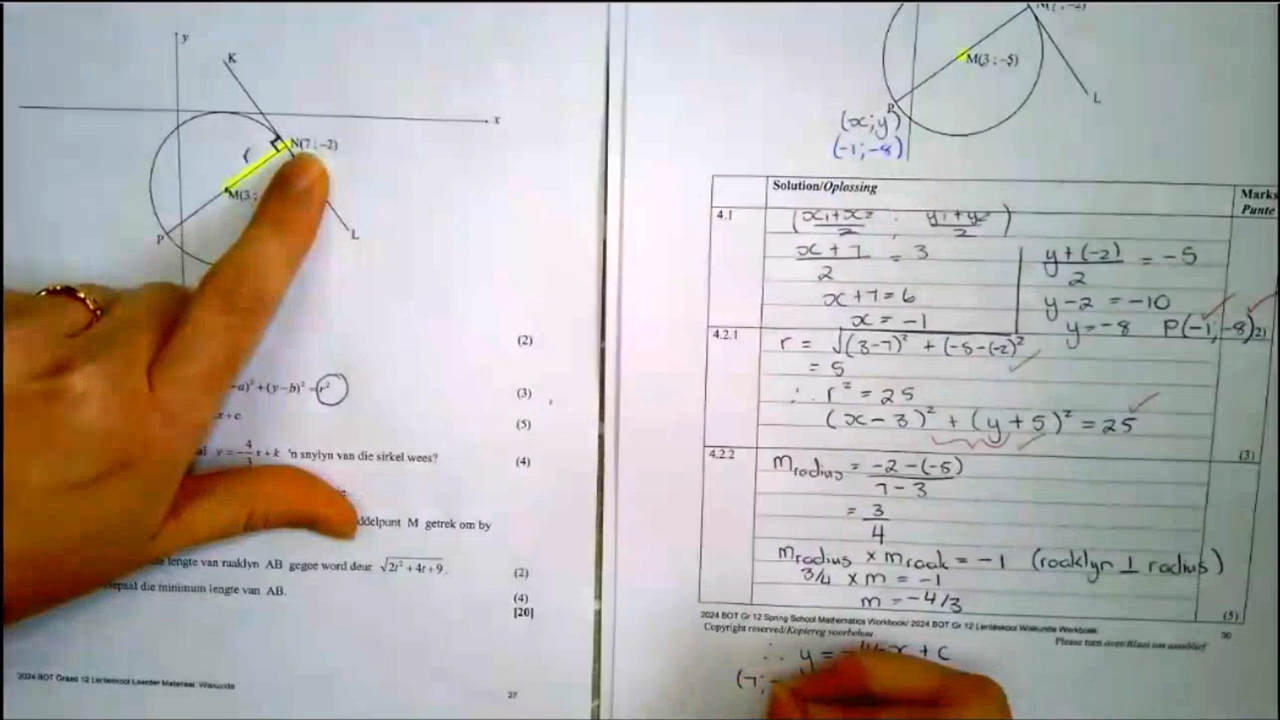 y
K
x
N(7 ; –2)
M(3 ;
L
P
(2)
–a)² + (y–b)² = r²
(3)
x + c
(5)
y = –4/3 x + k 'n snylyn van die sirkel wees?
(4)
ddelpunt M getrek om by
lengte van raaklyn AB gegee word deur √2t² + 4t + 9.
(2)
epaal die minimum lengte van AB.
(4)
[20]
2024 BOT Graad 12 Lenteskool Leerder Materiaal: Wiskunde
27
M(3 ; –5)
L
P
(x;y)
(-1;-8)
Solution/Oplossing
Marks
Punte
4.1
(x₁+x₂/2 ; y₁+y₂/2)
x + 7 / 2 = 3
x + 7 = 6
x = -1
y + (-2) / 2 = -5
y - 2 = -10
y = -8 P(-1;-8)
2)
4.2.1
r = √(3-7)² + (-5-(-2)²
= 5
∴ r² = 25
(x-3)² + (y+5)² = 25
(3)
4.2.2
m radius = -2-(-5) / 7-3
= 3/4
m radius × m raak = -1 (raaklyn ⊥ radius)
3/4 × m = -1
m = -4/3
(5)
2024 BOT Gr 12 Spring School Mathematics Workbook/ 2024 BOT Gr 12 Lenteskool Wiskunde Werkboek
30
Copyright reserved/Kopiereg voorbehou
Please turn over/Blaai om asseblief
∴ y = -4/3 x + c
(7;-